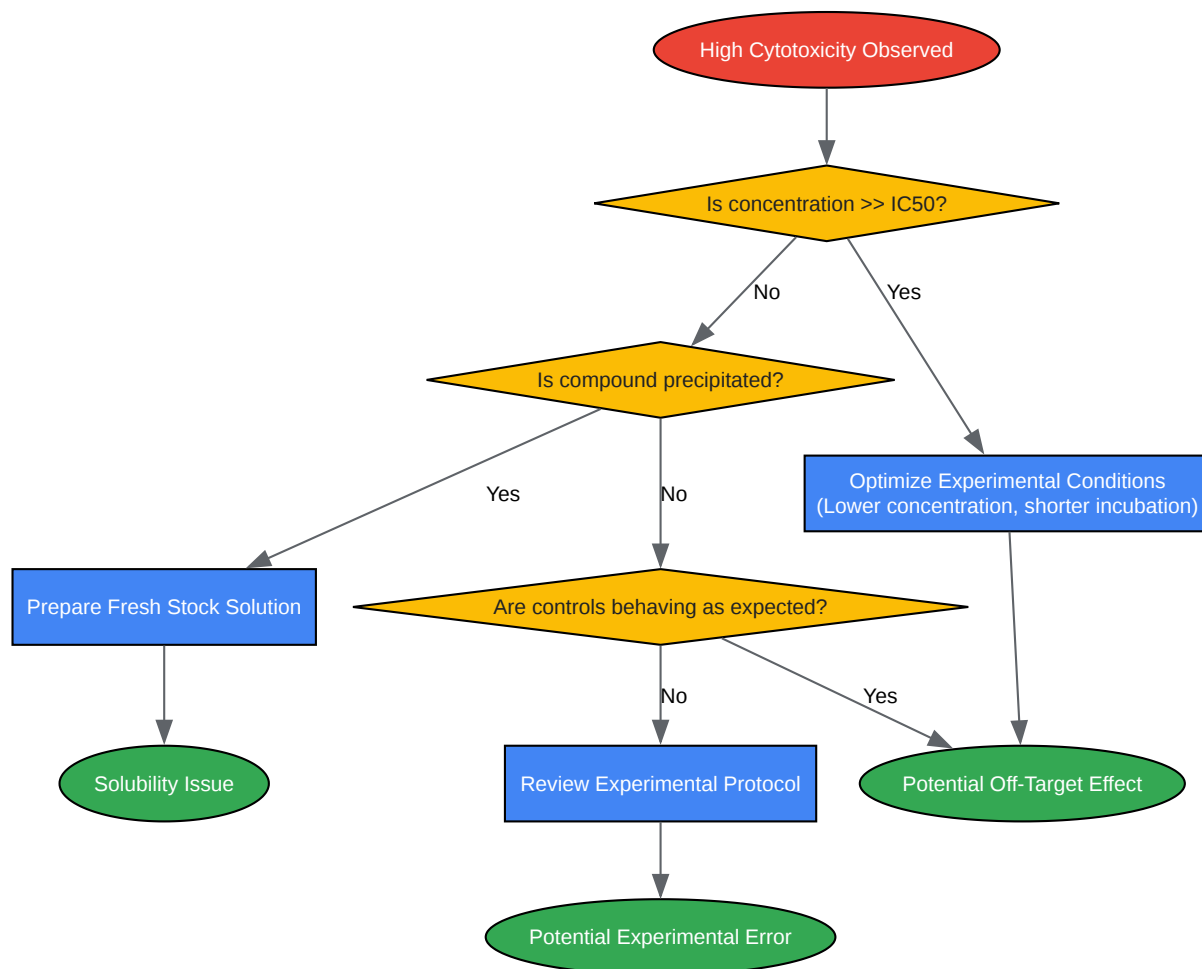 High Cytotoxicity Observed
Is concentration >> IC50?
No
Yes
Is compound precipitated?
Optimize Experimental Conditions
(Lower concentration, shorter incubation)
Yes
No
Prepare Fresh Stock Solution
Are controls behaving as expected?
No
Yes
Solubility Issue
Review Experimental Protocol
Potential Off-Target Effect
Potential Experimental Error